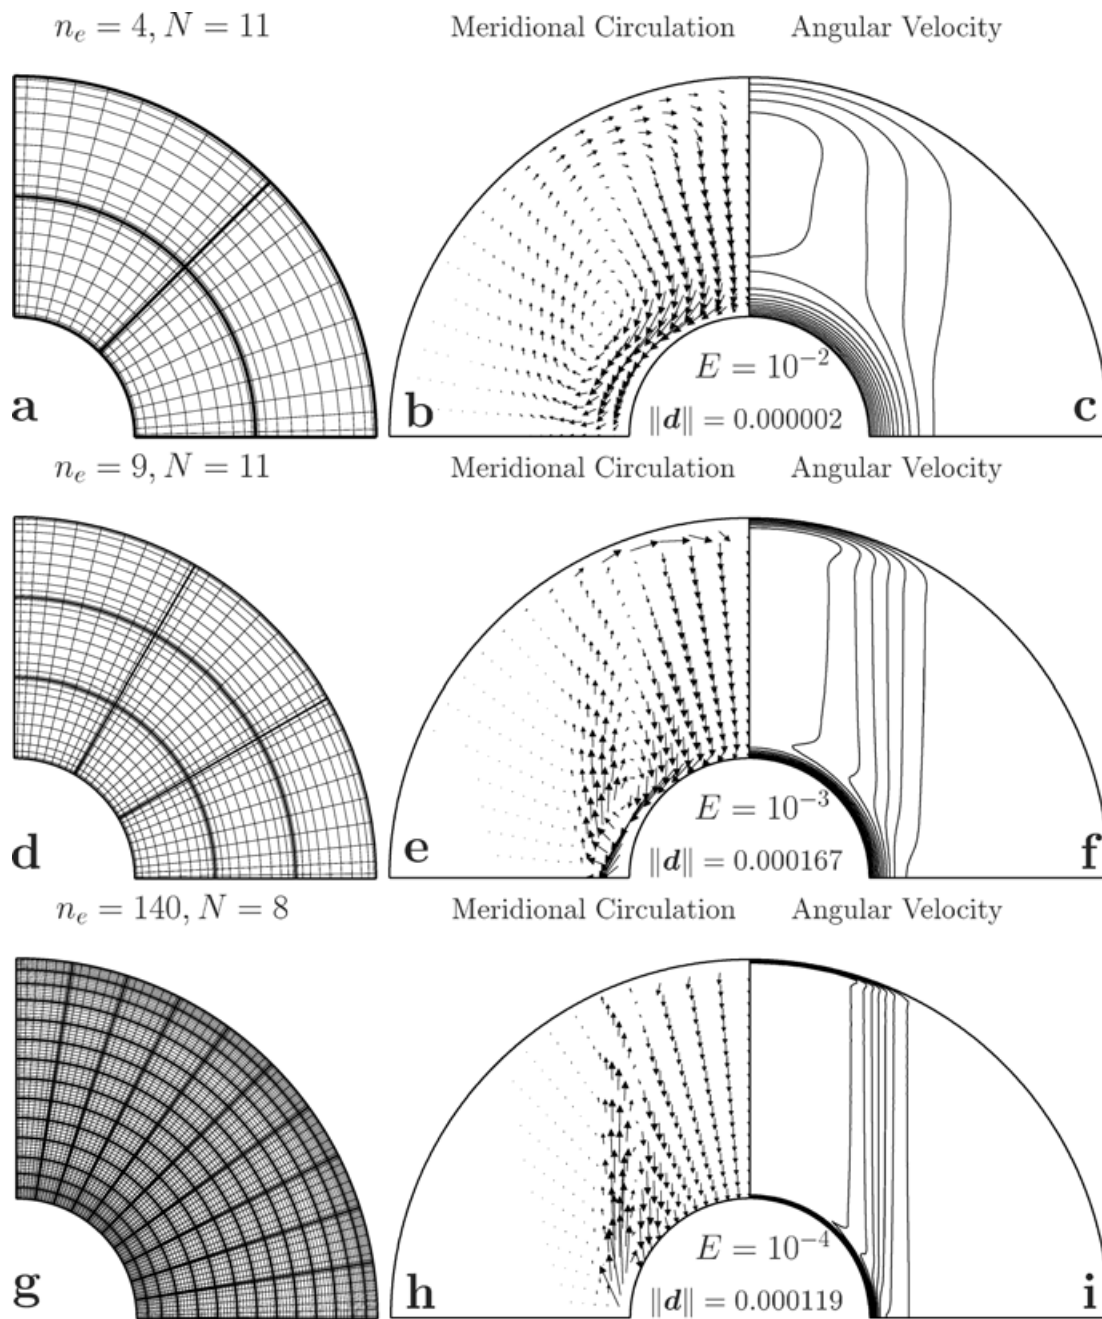 n_e = 4, N = 11 Meridional Circulation Angular Velocity
E = 10^{-2}
a b ‖d‖ = 0.000002 c
n_e = 9, N = 11 Meridional Circulation Angular Velocity
E = 10^{-3}
d e ‖d‖ = 0.000167 f
n_e = 140, N = 8 Meridional Circulation Angular Velocity
E = 10^{-4}
g h ‖d‖ = 0.000119 i